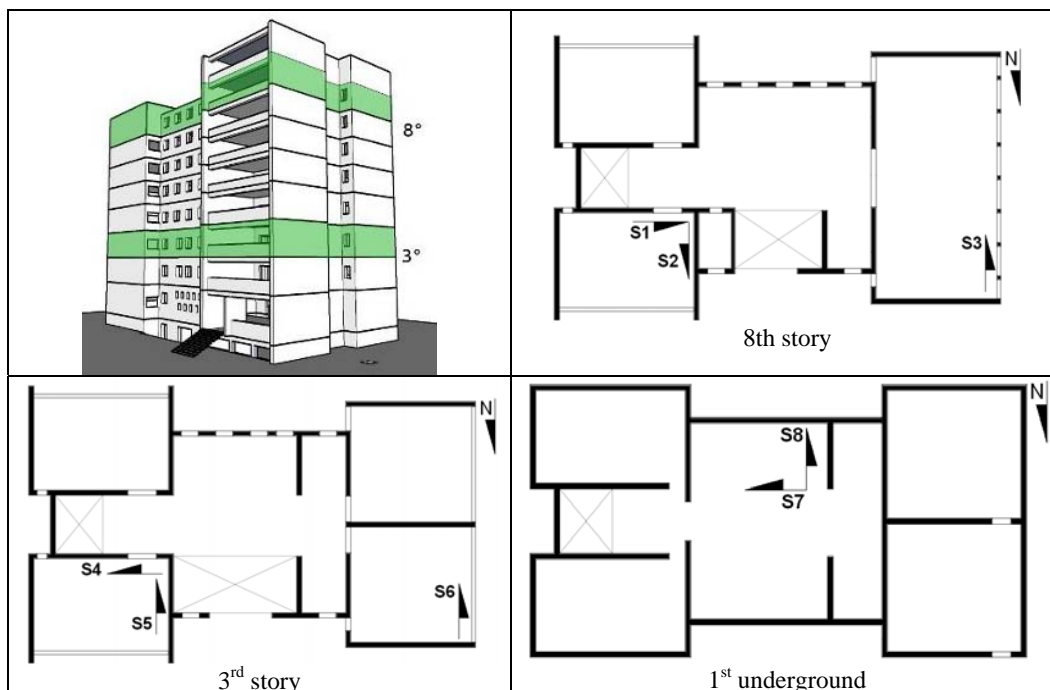 8°
3°
N
S1
S2
S3
8th story
N
S4
S5
S6
3rd story
N
S8
S7
1st underground